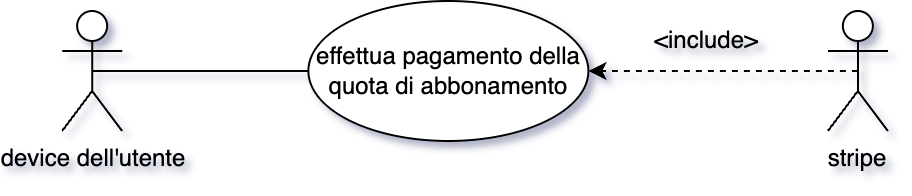 effettua pagamento della
quota di abbonamento
<include>
device dell'utente
stripe